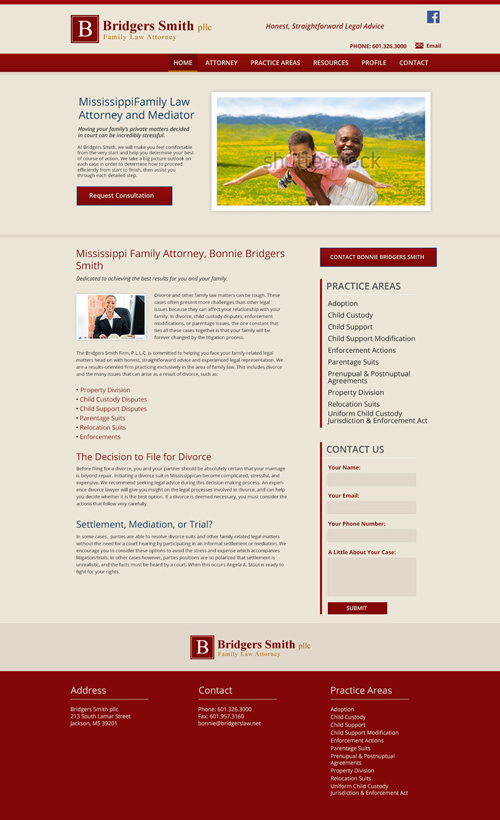 B
Bridgers Smith pllc
Family Law Attorney
Honest, Straightforward Legal Advice
PHONE: 601.326.3000
Email
HOME ATTORNEY PRACTICE AREAS RESOURCES PROFILE CONTACT
MississippiFamily Law
Attorney and Mediator
Having your family's private matters decided
in court can be incredibly stressful.
At Bridgers Smith, we will make you feel comfortable
from the very start and help you determine your best
of course of action. We take a big picture outlook on
each case in order to determine how to proceed
efficiently from start to finish, then assist you
through each detailed step.
Request Consultation
shutterstock
Mississippi Family Attorney, Bonnie Bridgers
Smith
Dedicated to achieving the best results for you and your family.
Divorce and other family law matters can be tough. These
cases often present more challenges than other legal
issues because they can affect your relationship with your
family. In divorce, child custody disputes, enforcement
modifications, or parentage issues, the one constant that
ties all these cases together is that your family will be
forever changed by the litigation process.
The Bridgers Smith Firm, P.L.L.C. is committed to helping you face your family-related legal
matters head on with honest, straightforward advice and experienced legal representation. We
are a results-oriented firm practicing exclusively in the area of family law. This includes divorce
and the many issues that can arise as a result of divorce, such as:
• Property Division
• Child Custody Disputes
• Child Support Disputes
• Parentage Suits
• Relocation Suits
• Enforcements
The Decision to File for Divorce
Before filing for a divorce, you and your partner should be absolutely certain that your marriage
is beyond repair. Initiating a divorce suit in Mississippican become complicated, stressful, and
expensive. We recommend seeking legal advice during this decision-making process. An experi-
ence divorce lawyer will give you insight on the legal processes involved in divorce, and can help
you decide whether it is the best option. If a divorce is deemed necessary, you must consider the
actions that follow very carefully.
Settlement, Mediation, or Trial?
In some cases, parties are able to resolve divorce suits and other family-related legal matters
without the need for a court hearing by participating in an informal settlement or mediation. We
encourage you to consider these options to avoid the stress and expense which accompanies
litigation/trials. In other cases however, parties positions are so polarized that settlement is
unrealistic, and the facts must be heard by a court. When this occurs Angela A. Stout is ready to
fight for your rights.
CONTACT BONNIE BRIDGERS SMITH
PRACTICE AREAS
Adoption
Child Custody
Child Support
Child Support Modification
Enforcement Actions
Parentage Suits
Prenupual & Postnuptual
Agreements
Property Division
Relocation Suits
Uniform Child Custody
Jurisdiction & Enforcement Act
CONTACT US
Your Name:
Your Email:
Your Phone Number:
A Little About Your Case:
SUBMIT
B
Bridgers Smith pllc
Family Law Attorney
Address
Bridgers Smith pllc
213 South Lamar Street
Jackson, MS 39201
Contact
Phone: 601.326.3000
Fax: 601.957.3160
bonnie@bridgerslaw.net
Practice Areas
Adoption
Child Custody
Child Support
Child Support Modification
Enforcement Actions
Parentage Suits
Prenupual & Postnuptual
Agreements
Property Division
Relocation Suits
Uniform Child Custody
Jurisdiction & Enforcement Act